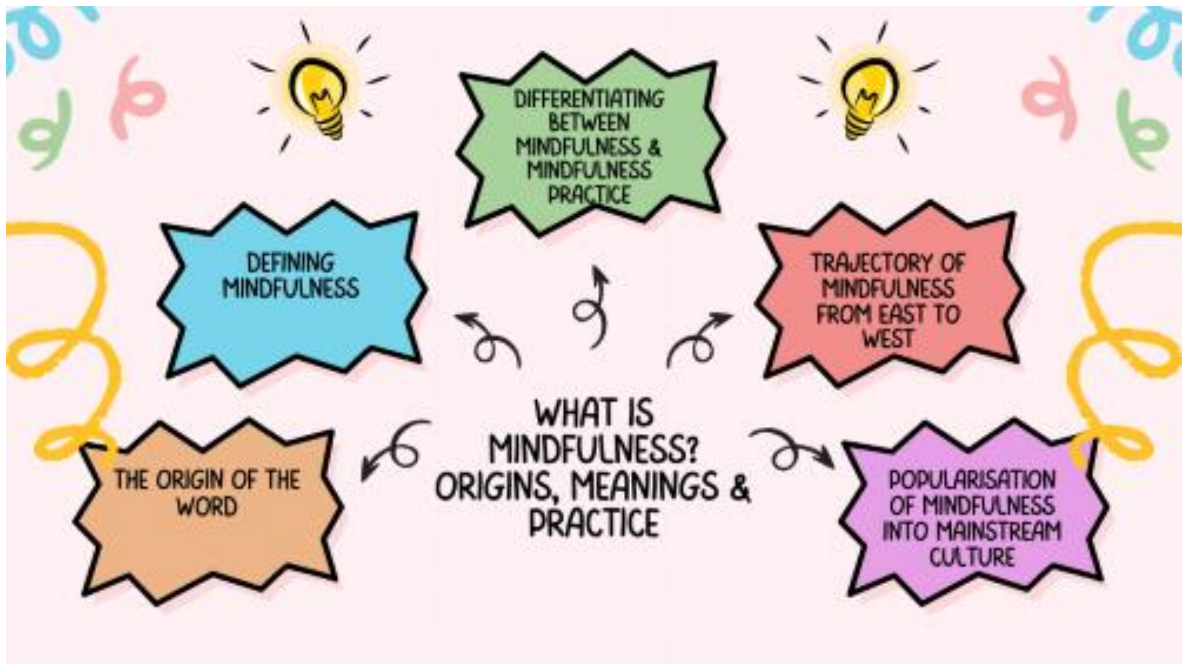 DIFFERENTIATING
BETWEEN
MINDFULNESS &
MINDFULNESS
PRACTICE
DEFINING
MINDFULNESS
TRAJECTORY OF
MINDFULNESS
FROM EAST TO
WEST
WHAT IS
MINDFULNESS?
ORIGINS, MEANINGS &
PRACTICE
THE ORIGIN OF THE
WORD
POPULARISATION
OF MINDFULNESS
INTO MAINSTREAM
CULTURE